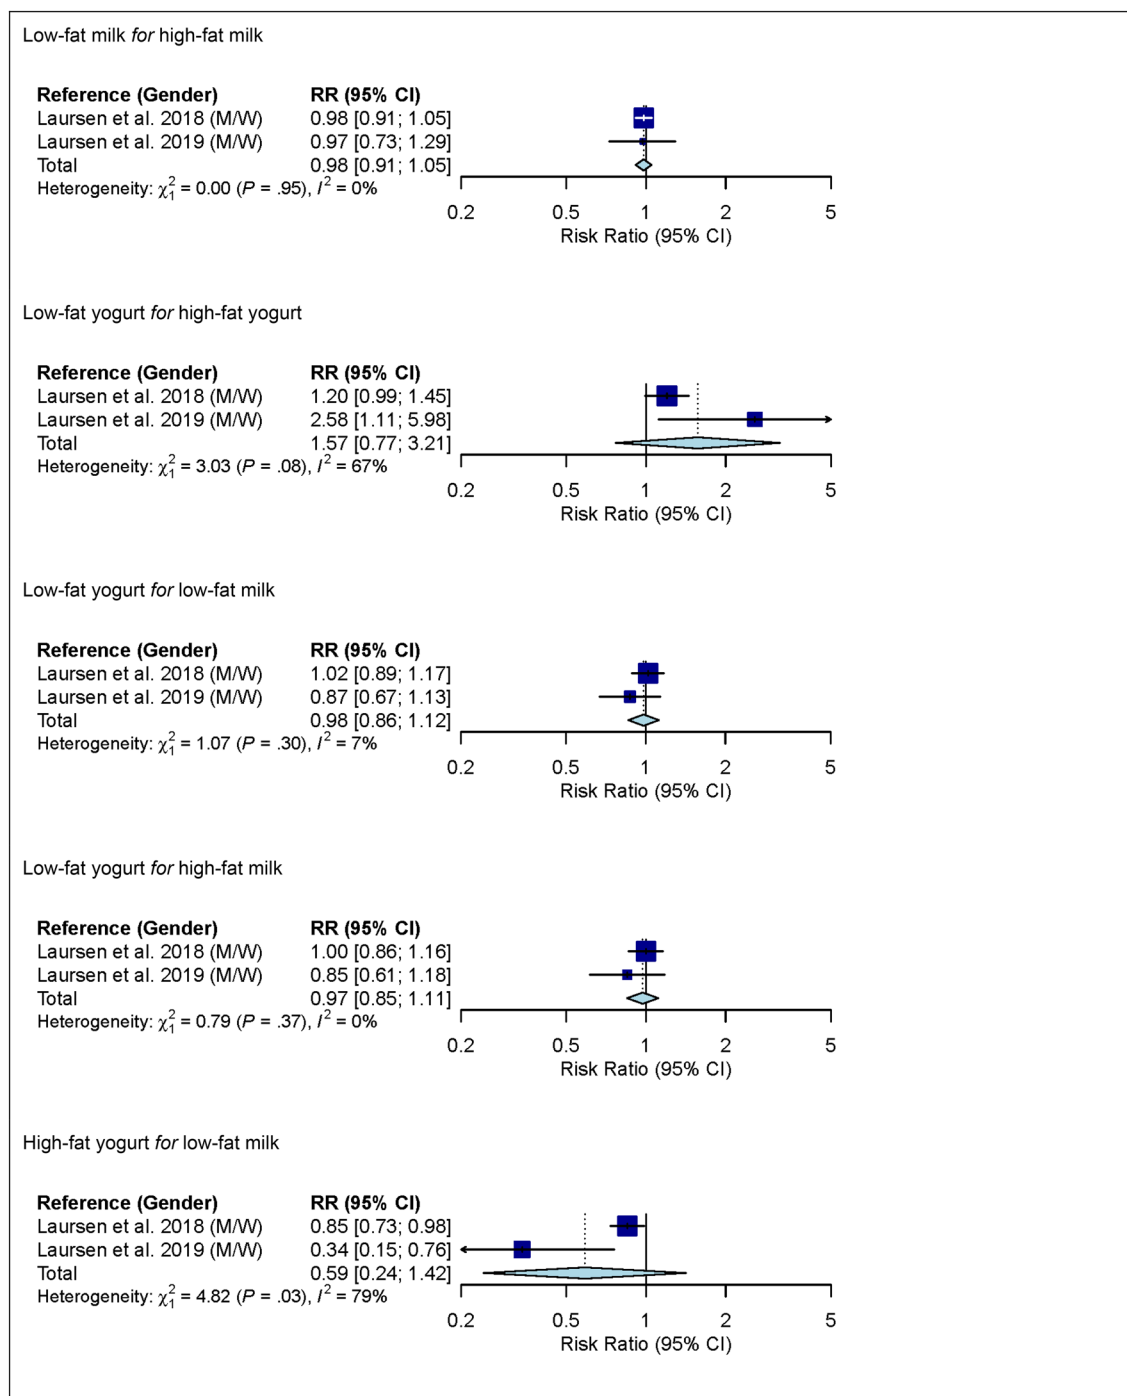 Low-fat milk for high-fat milk
Reference (Gender) RR (95% CI)
Laursen et al. 2018 (M/W) 0.98 [0.91; 1.05]
Laursen et al. 2019 (M/W) 0.97 [0.73; 1.29]
Total 0.98 [0.91; 1.05]
Heterogeneity: χ²₁ = 0.00 (P = .95), I² = 0%
0.2 0.5 1 2 5
Risk Ratio (95% CI)
Low-fat yogurt for high-fat yogurt
Reference (Gender) RR (95% CI)
Laursen et al. 2018 (M/W) 1.20 [0.99; 1.45]
Laursen et al. 2019 (M/W) 2.58 [1.11; 5.98]
Total 1.57 [0.77; 3.21]
Heterogeneity: χ²₁ = 3.03 (P = .08), I² = 67%
0.2 0.5 1 2 5
Risk Ratio (95% CI)
Low-fat yogurt for low-fat milk
Reference (Gender) RR (95% CI)
Laursen et al. 2018 (M/W) 1.02 [0.89; 1.17]
Laursen et al. 2019 (M/W) 0.87 [0.67; 1.13]
Total 0.98 [0.86; 1.12]
Heterogeneity: χ²₁ = 1.07 (P = .30), I² = 7%
0.2 0.5 1 2 5
Risk Ratio (95% CI)
Low-fat yogurt for high-fat milk
Reference (Gender) RR (95% CI)
Laursen et al. 2018 (M/W) 1.00 [0.86; 1.16]
Laursen et al. 2019 (M/W) 0.85 [0.61; 1.18]
Total 0.97 [0.85; 1.11]
Heterogeneity: χ²₁ = 0.79 (P = .37), I² = 0%
0.2 0.5 1 2 5
Risk Ratio (95% CI)
High-fat yogurt for low-fat milk
Reference (Gender) RR (95% CI)
Laursen et al. 2018 (M/W) 0.85 [0.73; 0.98]
Laursen et al. 2019 (M/W) 0.34 [0.15; 0.76]
Total 0.59 [0.24; 1.42]
Heterogeneity: χ²₁ = 4.82 (P = .03), I² = 79%
0.2 0.5 1 2 5
Risk Ratio (95% CI)